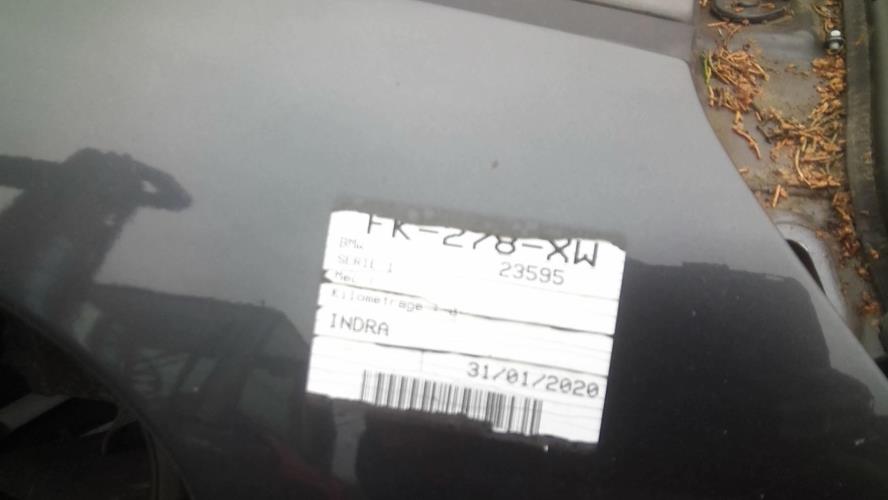 FK-278-XW
BMW
23595
SERIE 1
Kilometrage
INDRA
31/01/2020